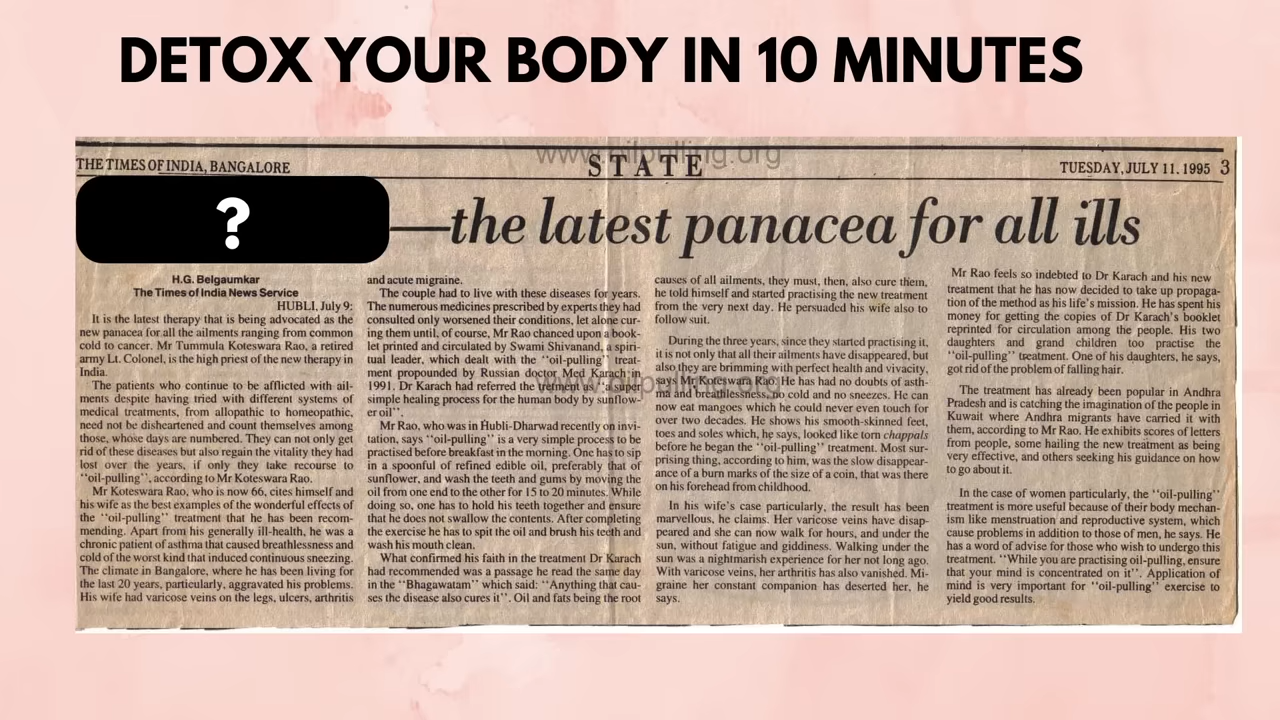 DETOX YOUR BODY IN 10 MINUTES
www.oilpulling.org
THE TIMES OF INDIA, BANGALORE
STATE
TUESDAY, JULY 11, 1995 3
?
—the latest panacea for all ills
H.G. Belgaumkar
The Times of India News Service
HUBLI, July 9:
It is the latest therapy that is being advocated as the
new panacea for all the ailments ranging from common
cold to cancer. Mr Tummula Koteswara Rao, a retired
army Lt. Colonel, is the high priest of the new therapy in
India.
The patients who continue to be afflicted with ail-
ments despite having tried with different systems of
medical treatments, from allopathic to homeopathic,
need not be disheartened and count themselves among
those, whose days are numbered. They can not only get
rid of these diseases but also regain the vitality they had
lost over the years, if only they take recourse to
''oil-pulling'', according to Mr Koteswara Rao.
Mr Koteswara Rao, who is now 66, cites himself and
his wife as the best examples of the wonderful effects of
the ''oil-pulling'' treatment that he has been recom-
mending. Apart from his generally ill-health, he was a
chronic patient of asthma that caused breathlessness and
cold of the worst kind that induced continuous sneezing.
The climate in Bangalore, where he has been living for
the last 20 years, particularly, aggravated his problems.
His wife had varicose veins on the legs, ulcers, arthritis
and acute migraine.
The couple had to live with these diseases for years.
The numerous medicines prescribed by experts they had
consulted only worsened their conditions, let alone cur-
ing them until, of course, Mr Rao chanced upon a book-
let printed and circulated by Swami Shivanand, a spiri-
tual leader, which dealt with the ''oil-pulling'' treat-
ment propounded by Russian doctor Med Karach in
1991. Dr Karach had referred the tretment as ''a super
simple healing process for the human body by sunflow-
er oil''.
Mr Rao, who was in Hubli-Dharwad recently on invi-
tation, says ''oil-pulling'' is a very simple process to be
practised before breakfast in the morning. One has to sip
in a spoonful of refined edible oil, preferably that of
sunflower, and wash the teeth and gums by moving the
oil from one end to the other for 15 to 20 minutes. While
doing so, one has to hold his teeth together and ensure
that he does not swallow the contents. After completing
the exercise he has to spit the oil and brush his teeth and
wash his mouth clean.
What confirmed his faith in the treatment Dr Karach
had recommended was a passage he read the same day
in the ''Bhagawatam'' which said: ''Anything that cau-
ses the disease also cures it''. Oil and fats being the root
causes of all ailments, they must, then, also cure them,
he told himself and started practising the new treatment
from the very next day. He persuaded his wife also to
follow suit.
During the three years, since they started practising it,
it is not only that all their ailments have disappeared, but
also they are brimming with perfect health and vivacity,
says Mr Koteswara Rao. He has had no doubts of asth-
ma and breathlessness, no cold and no sneezes. He can
now eat mangoes which he could never even touch for
over two decades. He shows his smooth-skinned feet,
toes and soles which, he says, looked like torn chappals
before he began the ''oil-pulling'' treatment. Most sur-
prising thing, according to him, was the slow disappear-
ance of a burn marks of the size of a coin, that was there
on his forehead from childhood.
In his wife's case particularly, the result has been
marvellous, he claims. Her varicose veins have disap-
peared and she can now walk for hours, and under the
sun, without fatigue and giddiness. Walking under the
sun was a nightmarish experience for her not long ago.
With varicose veins, her arthritis has also vanished. Mi-
graine her constant companion has deserted her, he
says.
Mr Rao feels so indebted to Dr Karach and his new
treatment that he has now decided to take up propaga-
tion of the method as his life's mission. He has spent his
money for getting the copies of Dr Karach's booklet
reprinted for circulation among the people. His two
daughters and grand children too practise the
''oil-pulling'' treatment. One of his daughters, he says,
got rid of the problem of falling hair.
The treatment has already been popular in Andhra
Pradesh and is catching the imagination of the people in
Kuwait where Andhra migrants have carried it with
them, according to Mr Rao. He exhibits scores of letters
from people, some hailing the new treatment as being
very effective, and others seeking his guidance on how
to go about it.
In the case of women particularly, the ''oil-pulling''
treatment is more useful because of their body mechan-
ism like menstruation and reproductive system, which
cause problems in addition to those of men, he says. He
has a word of advice for those who wish to undergo this
treatment. ''While you are practising oil-pulling, ensure
that your mind is concentrated on it''. Application of
mind is very important for ''oil-pulling'' exercise to
yield good results.